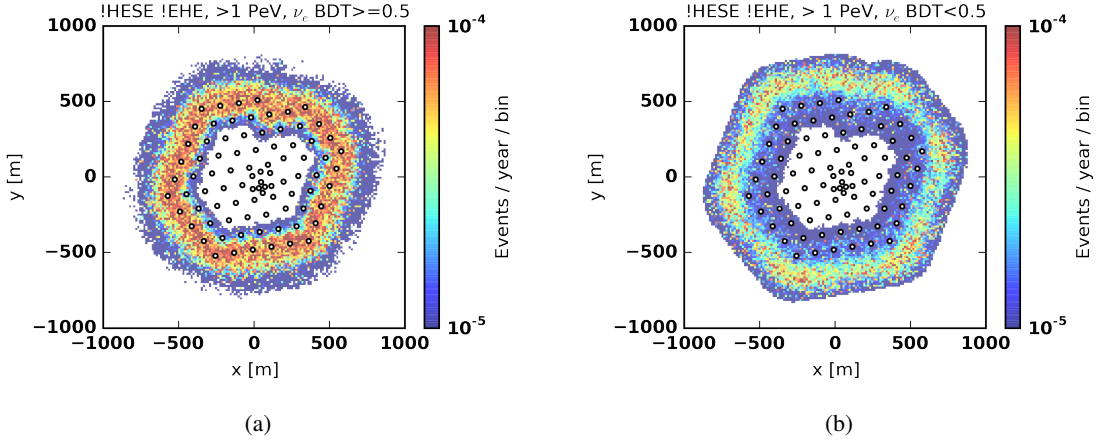 !HESE !EHE, >1 PeV, νe BDT>=0.5
1000
500
0
−500
−1000
y [m]
−1000 −500 0 500 1000
x [m]
10^-4
10^-5
Events / year / bin
(a)
!HESE !EHE, > 1 PeV, νe BDT<0.5
1000
500
0
−500
−1000
y [m]
−1000 −500 0 500 1000
x [m]
10^-4
10^-5
Events / year / bin
(b)